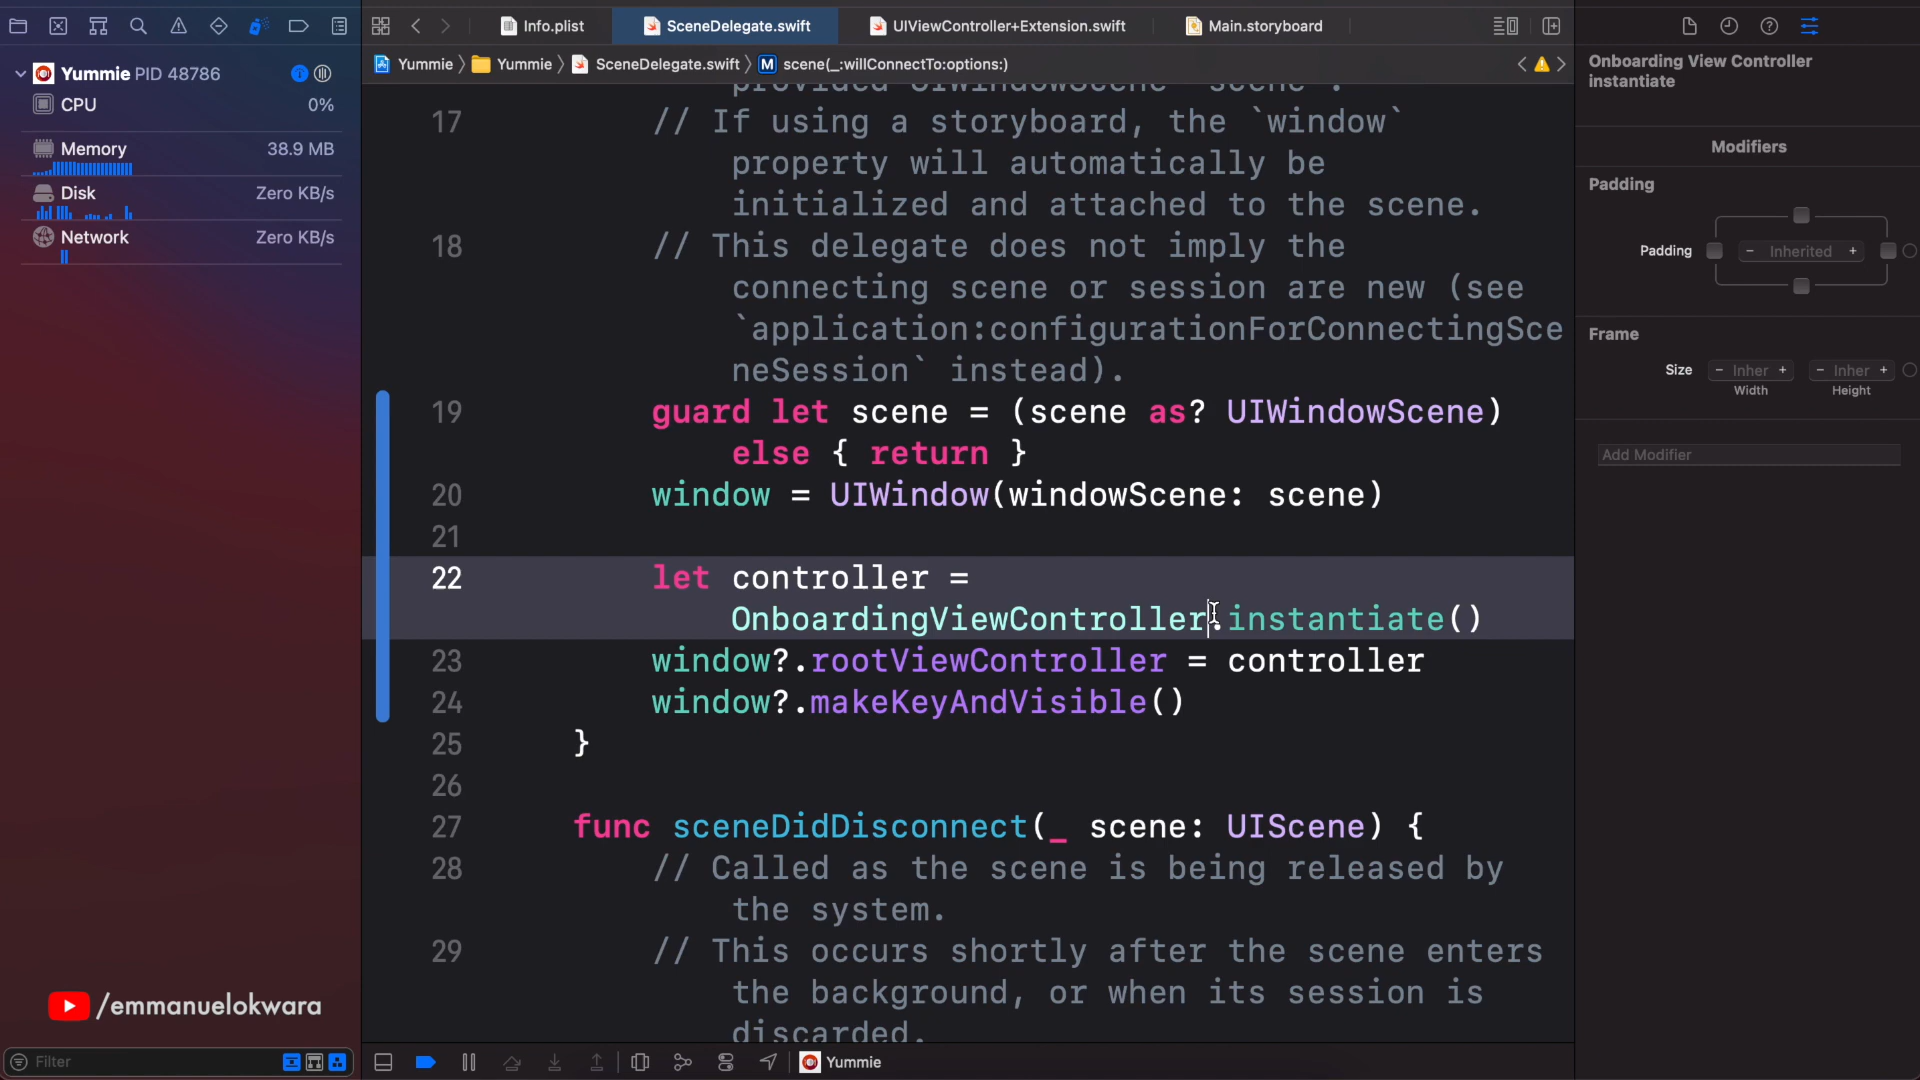 Info.plist
SceneDelegate.swift
UIViewController+Extension.swift
Main.storyboard
Yummie
Yummie
SceneDelegate.swift
M
scene(_:willConnectTo:options:)
Yummie PID 48786
CPU
0%
Memory
38.9 MB
Disk
Zero KB/s
Network
Zero KB/s
provided UIWindowScene `scene`.
17 // If using a storyboard, the `window`
property will automatically be
initialized and attached to the scene.
18 // This delegate does not imply the
connecting scene or session are new (see
`application:configurationForConnectingSce
neSession` instead).
19 guard let scene = (scene as? UIWindowScene)
else { return }
20 window = UIWindow(windowScene: scene)
21
22 let controller =
OnboardingViewController.instantiate()
23 window?.rootViewController = controller
24 window?.makeKeyAndVisible()
25 }
26
27 func sceneDidDisconnect(_ scene: UIScene) {
28 // Called as the scene is being released by
the system.
29 // This occurs shortly after the scene enters
the background, or when its session is
discarded.
Onboarding View Controller
instantiate
Modifiers
Padding
Padding
- Inherited +
Frame
Size
- Inher +
- Inher +
Width
Height
Add Modifier
/emmanuelokwara
Filter
Yummie